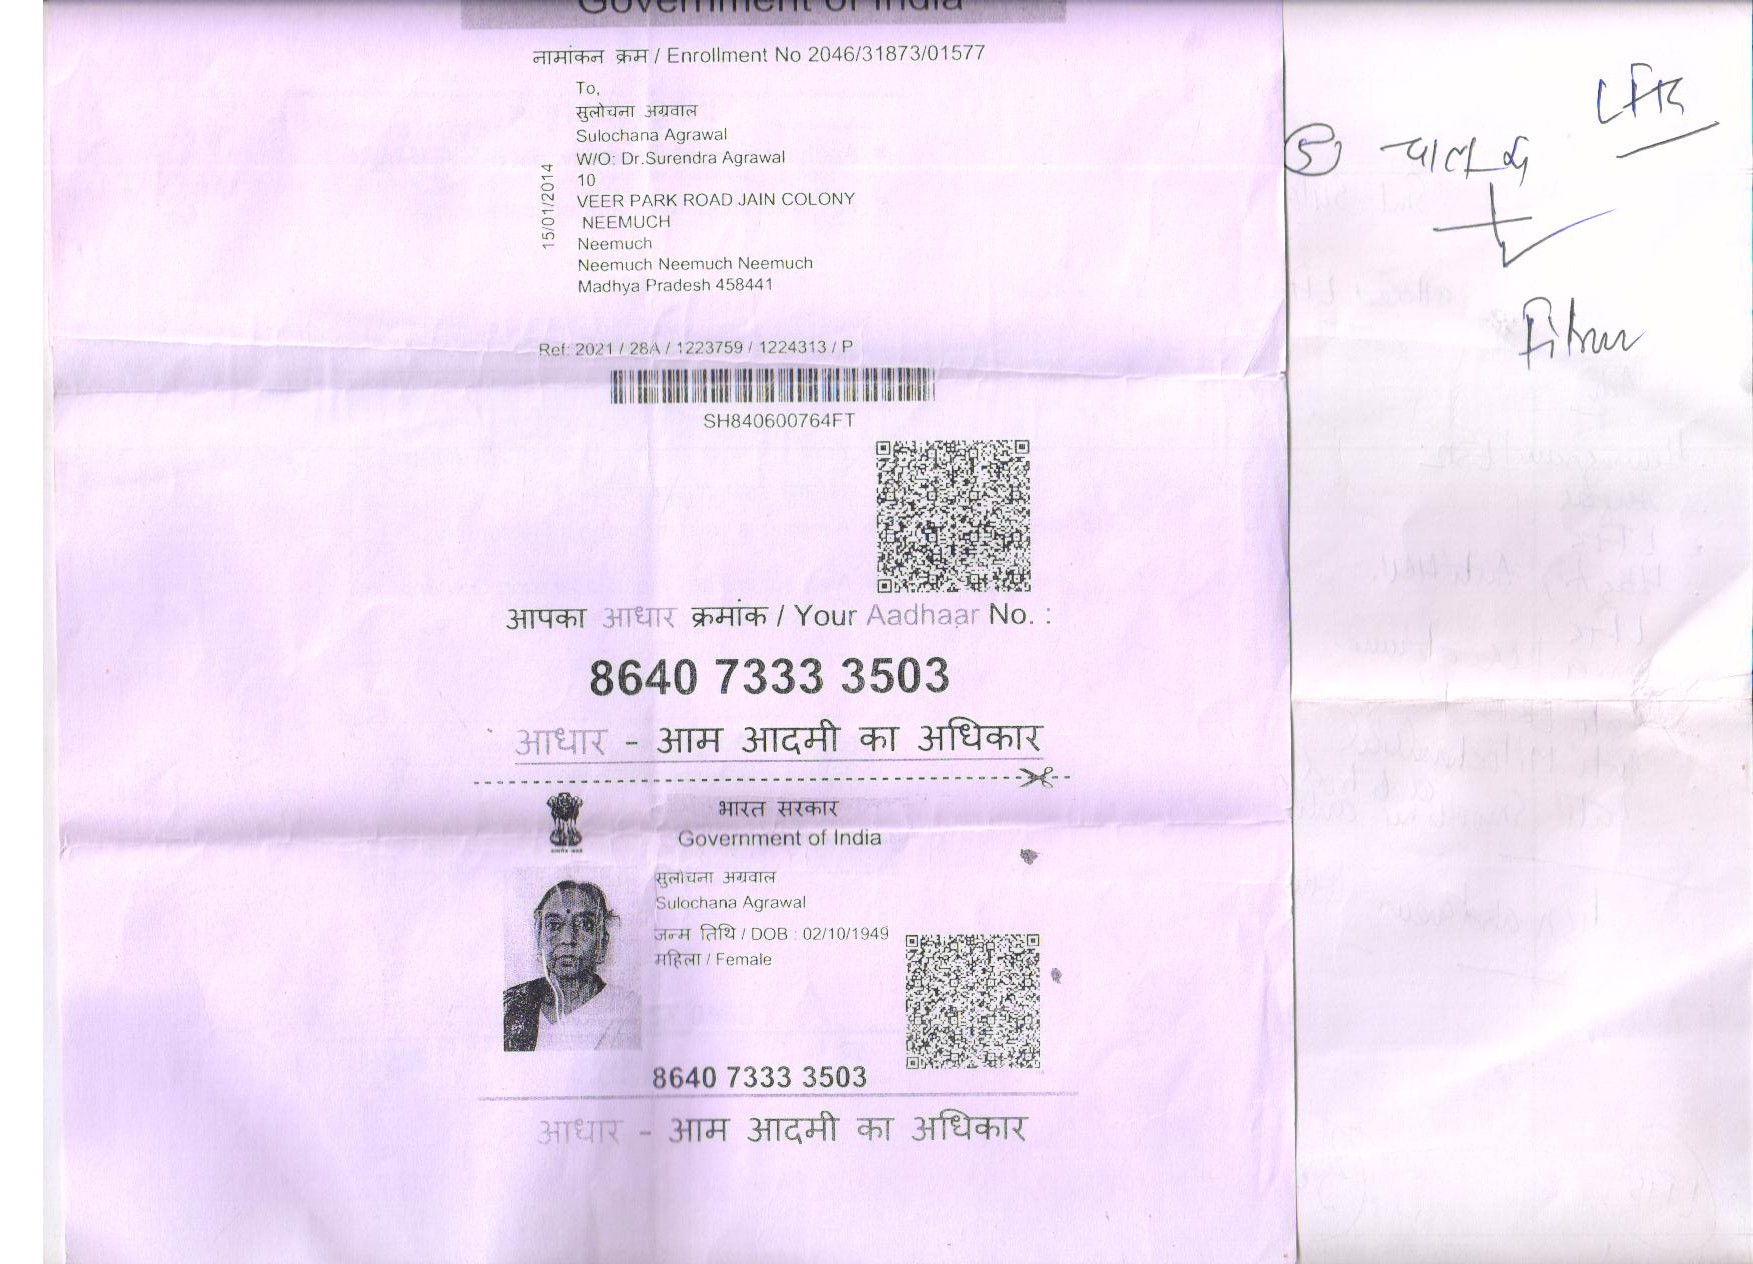 Government of India
नामांकन क्रम / Enrollment No 2046/31873/01577
To,
सुलोचना अग्रवाल
Sulochana Agrawal
W/O: Dr.Surendra Agrawal
10
VEER PARK ROAD JAIN COLONY
NEEMUCH
Neemuch
Neemuch Neemuch Neemuch
Madhya Pradesh 458441
15/01/2014
Ref: 2021 / 28A / 1223759 / 1224313 / P
SH840600764FT
आपका आधार क्रमांक / Your Aadhaar No. :
8640 7333 3503
आधार - आम आदमी का अधिकार
भारत सरकार
Government of India
सुलोचना अग्रवाल
Sulochana Agrawal
जन्म तिथि / DOB : 02/10/1949
महिला / Female
8640 7333 3503
आधार - आम आदमी का अधिकार